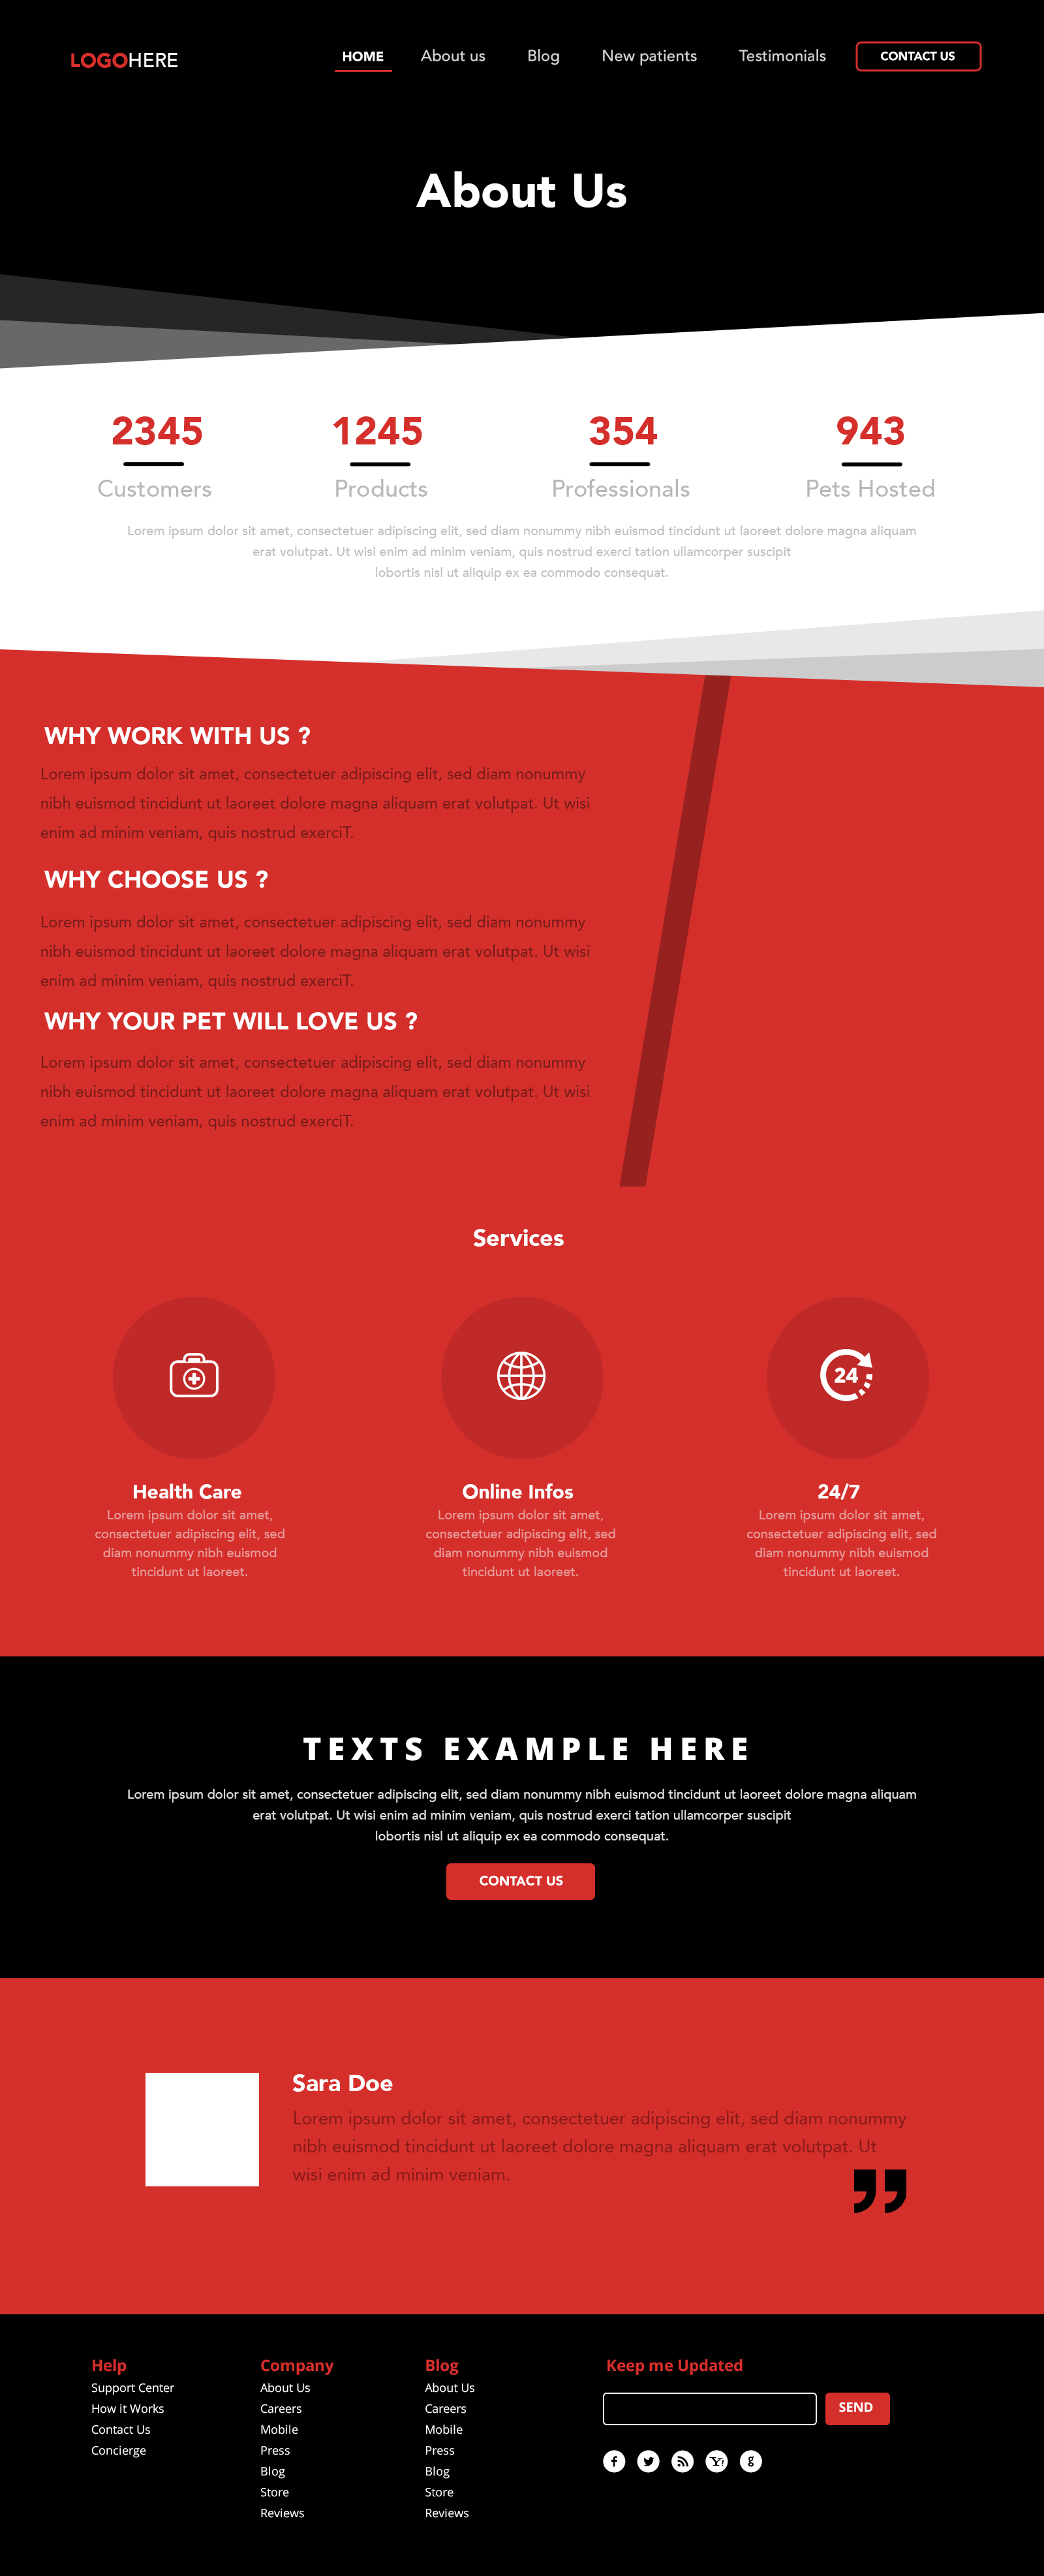 LOGOHERE
HOME
About us
Blog
New patients
Testimonials
CONTACT US
About Us
2345
Customers
1245
Products
354
Professionals
943
Pets Hosted
Lorem ipsum dolor sit amet, consectetuer adipiscing elit, sed diam nonummy nibh euismod tincidunt ut laoreet dolore magna aliquam
erat volutpat. Ut wisi enim ad minim veniam, quis nostrud exerci tation ullamcorper suscipit
lobortis nisl ut aliquip ex ea commodo consequat.
WHY WORK WITH US ?
Lorem ipsum dolor sit amet, consectetuer adipiscing elit, sed diam nonummy
nibh euismod tincidunt ut laoreet dolore magna aliquam erat volutpat. Ut wisi
enim ad minim veniam, quis nostrud exerciT.
WHY CHOOSE US ?
Lorem ipsum dolor sit amet, consectetuer adipiscing elit, sed diam nonummy
nibh euismod tincidunt ut laoreet dolore magna aliquam erat volutpat. Ut wisi
enim ad minim veniam, quis nostrud exerciT.
WHY YOUR PET WILL LOVE US ?
Lorem ipsum dolor sit amet, consectetuer adipiscing elit, sed diam nonummy
nibh euismod tincidunt ut laoreet dolore magna aliquam erat volutpat. Ut wisi
enim ad minim veniam, quis nostrud exerciT.
Services
24
Health Care
Lorem ipsum dolor sit amet,
consectetuer adipiscing elit, sed
diam nonummy nibh euismod
tincidunt ut laoreet.
Online Infos
Lorem ipsum dolor sit amet,
consectetuer adipiscing elit, sed
diam nonummy nibh euismod
tincidunt ut laoreet.
24/7
Lorem ipsum dolor sit amet,
consectetuer adipiscing elit, sed
diam nonummy nibh euismod
tincidunt ut laoreet.
TEXTS EXAMPLE HERE
Lorem ipsum dolor sit amet, consectetuer adipiscing elit, sed diam nonummy nibh euismod tincidunt ut laoreet dolore magna aliquam
erat volutpat. Ut wisi enim ad minim veniam, quis nostrud exerci tation ullamcorper suscipit
lobortis nisl ut aliquip ex ea commodo consequat.
CONTACT US
Sara Doe
Lorem ipsum dolor sit amet, consectetuer adipiscing elit, sed diam nonummy
nibh euismod tincidunt ut laoreet dolore magna aliquam erat volutpat. Ut
wisi enim ad minim veniam.
Help
Support Center
How it Works
Contact Us
Concierge
Company
About Us
Careers
Mobile
Press
Blog
Store
Reviews
Blog
About Us
Careers
Mobile
Press
Blog
Store
Reviews
Keep me Updated
SEND